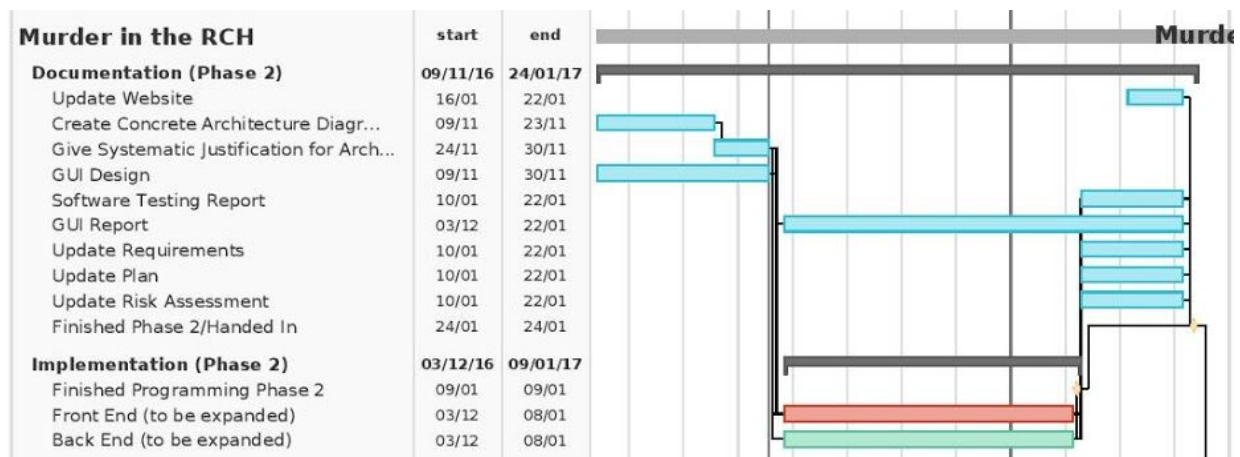 Murder in the RCH start end Murde
Documentation (Phase 2) 09/11/16 24/01/17
Update Website 16/01 22/01
Create Concrete Architecture Diagr... 09/11 23/11
Give Systematic Justification for Arch... 24/11 30/11
GUI Design 09/11 30/11
Software Testing Report 10/01 22/01
GUI Report 03/12 22/01
Update Requirements 10/01 22/01
Update Plan 10/01 22/01
Update Risk Assessment 10/01 22/01
Finished Phase 2/Handed In 24/01 24/01
Implementation (Phase 2) 03/12/16 09/01/17
Finished Programming Phase 2 09/01 09/01
Front End (to be expanded) 03/12 08/01
Back End (to be expanded) 03/12 08/01